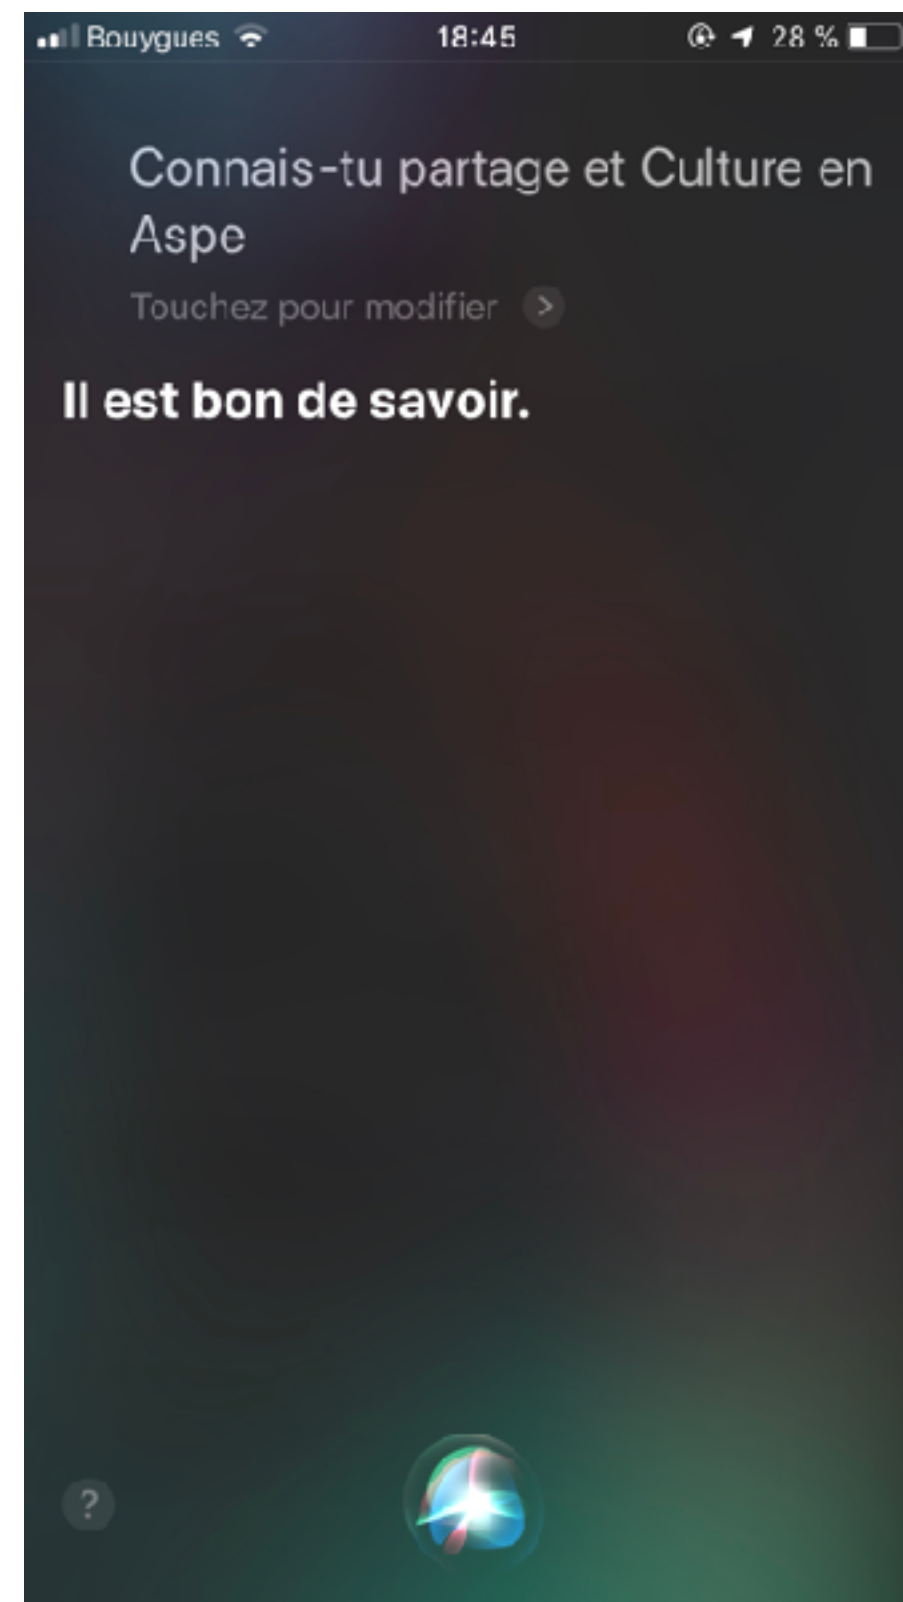 Bouygues 18:45 28 %
Connais-tu partage et Culture en
Aspe
Touchez pour modifier >
Il est bon de savoir.
?